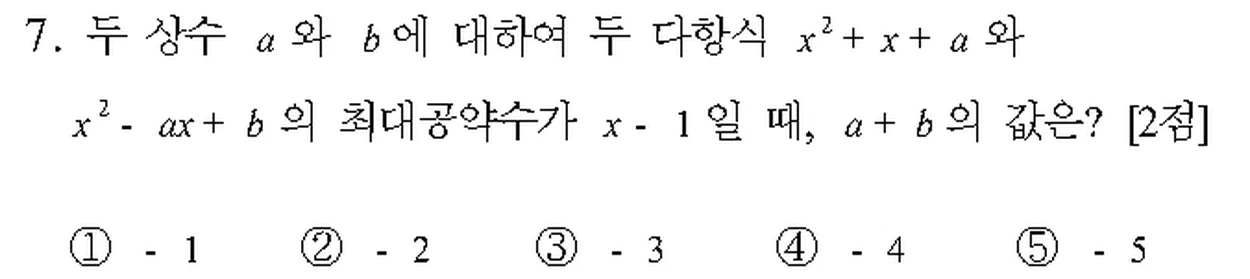 7. 두 상수 a 와 b 에 대하여 두 다항식 x² + x + a 와
x² - ax + b 의 최대공약수가 x - 1 일 때, a + b 의 값은? [2점]
① - 1 ② - 2 ③ - 3 ④ - 4 ⑤ - 5